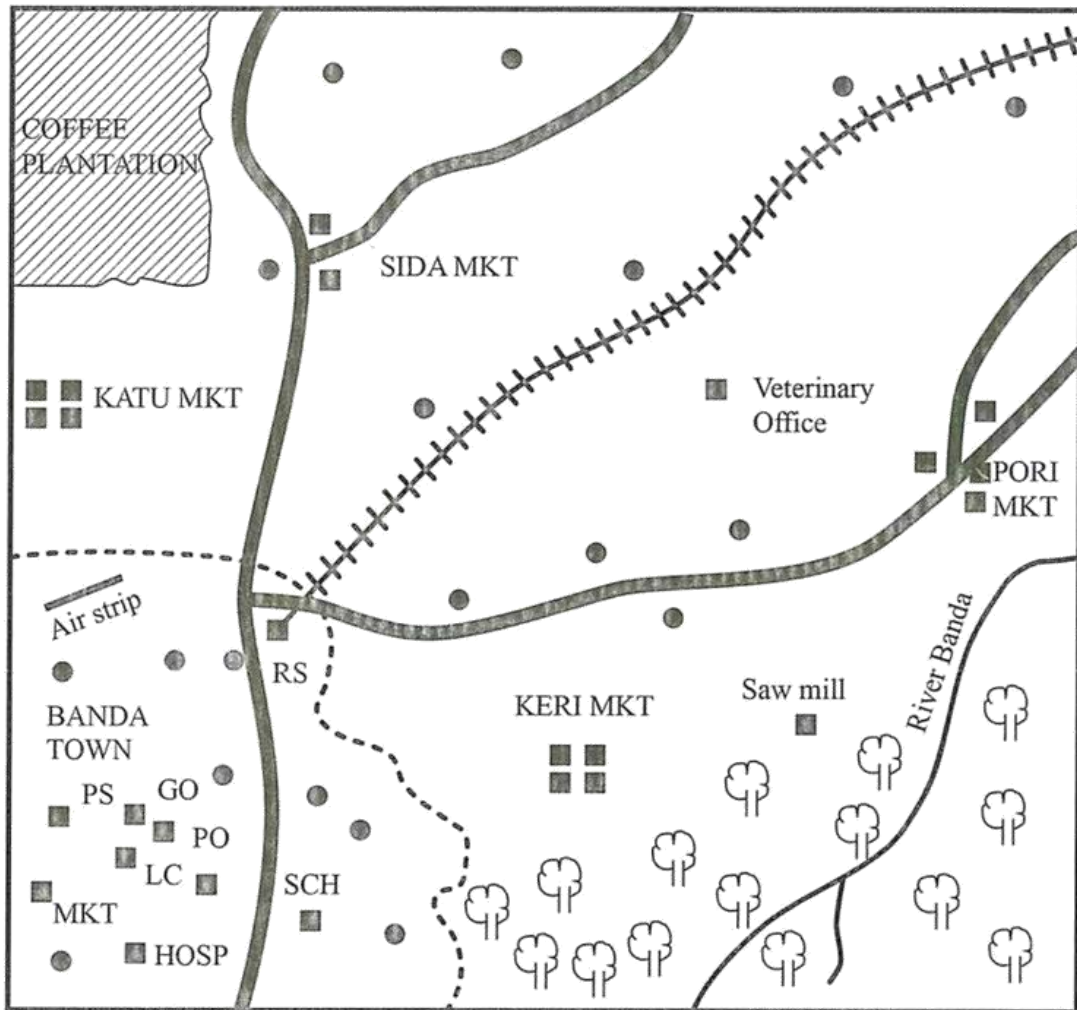 COFFEE
PLANTATION
SIDA MKT
KATU MKT
Veterinary
Office
PORI
MKT
Air strip
RS
River Banda
BANDA
TOWN
KERI MKT
Saw mill
PS
GO
PO
LC
MKT
SCH
HOSP